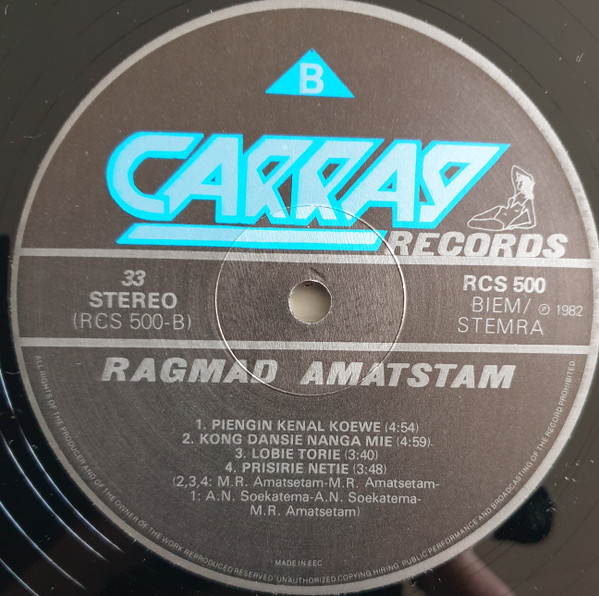 B
CARRAY
RECORDS
33
STEREO
(RCS 500-B)
RCS 500
BIEM/ ℗ 1982
STEMRA
RAGMAD AMATSTAM
1. PIENGIN KENAL KOEWE (4:54)
2. KONG DANSIE NANGA MIE (4:59).
3. LOBIE TORIE (3:40)
4. PRISIRIE NETIE (3:48)
(2,3,4: M.R. Amatsetam-M.R. Amatsetam-
1: A.N. Soekatema-A.N. Soekatema-
M.R. Amatsetam)
MADE IN EEC
ALL RIGHTS OF THE PRODUCER AND OF THE OWNER OF THE WORK REPRODUCED RESERVED UNAUTHORIZED COPYING HIRING PUBLIC PERFORMANCE AND BROADCASTING OF THE RECORD PROHIBITED